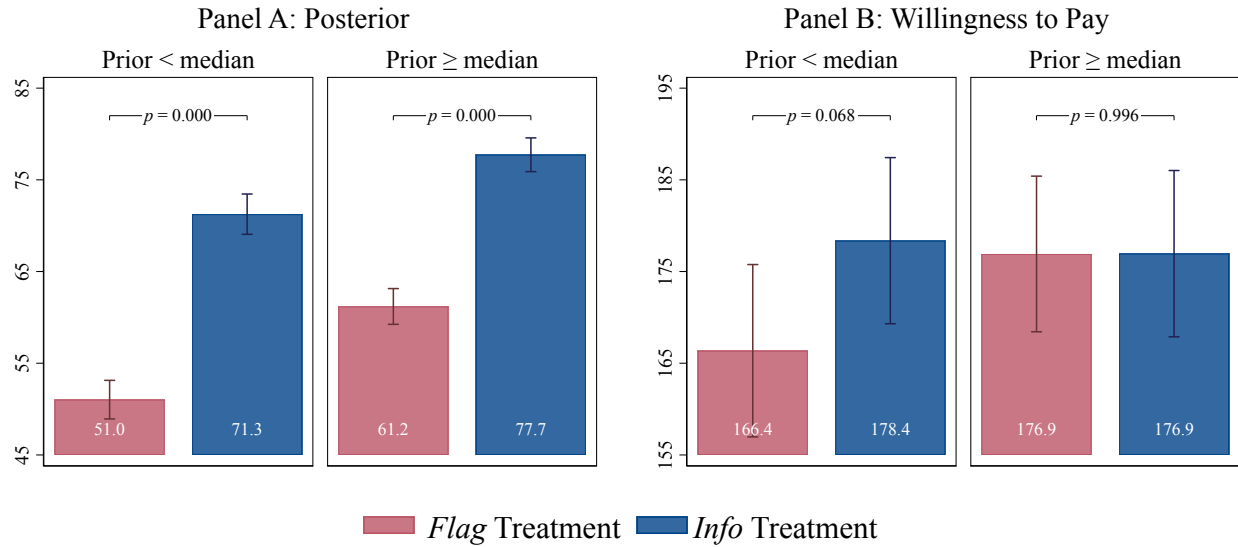 Panel A: Posterior
Prior < median
Prior ≥ median
85
75
65
55
45
p = 0.000
p = 0.000
51.0
71.3
61.2
77.7
Panel B: Willingness to Pay
Prior < median
Prior ≥ median
195
185
175
165
155
p = 0.068
p = 0.996
166.4
178.4
176.9
176.9
Flag Treatment
Info Treatment